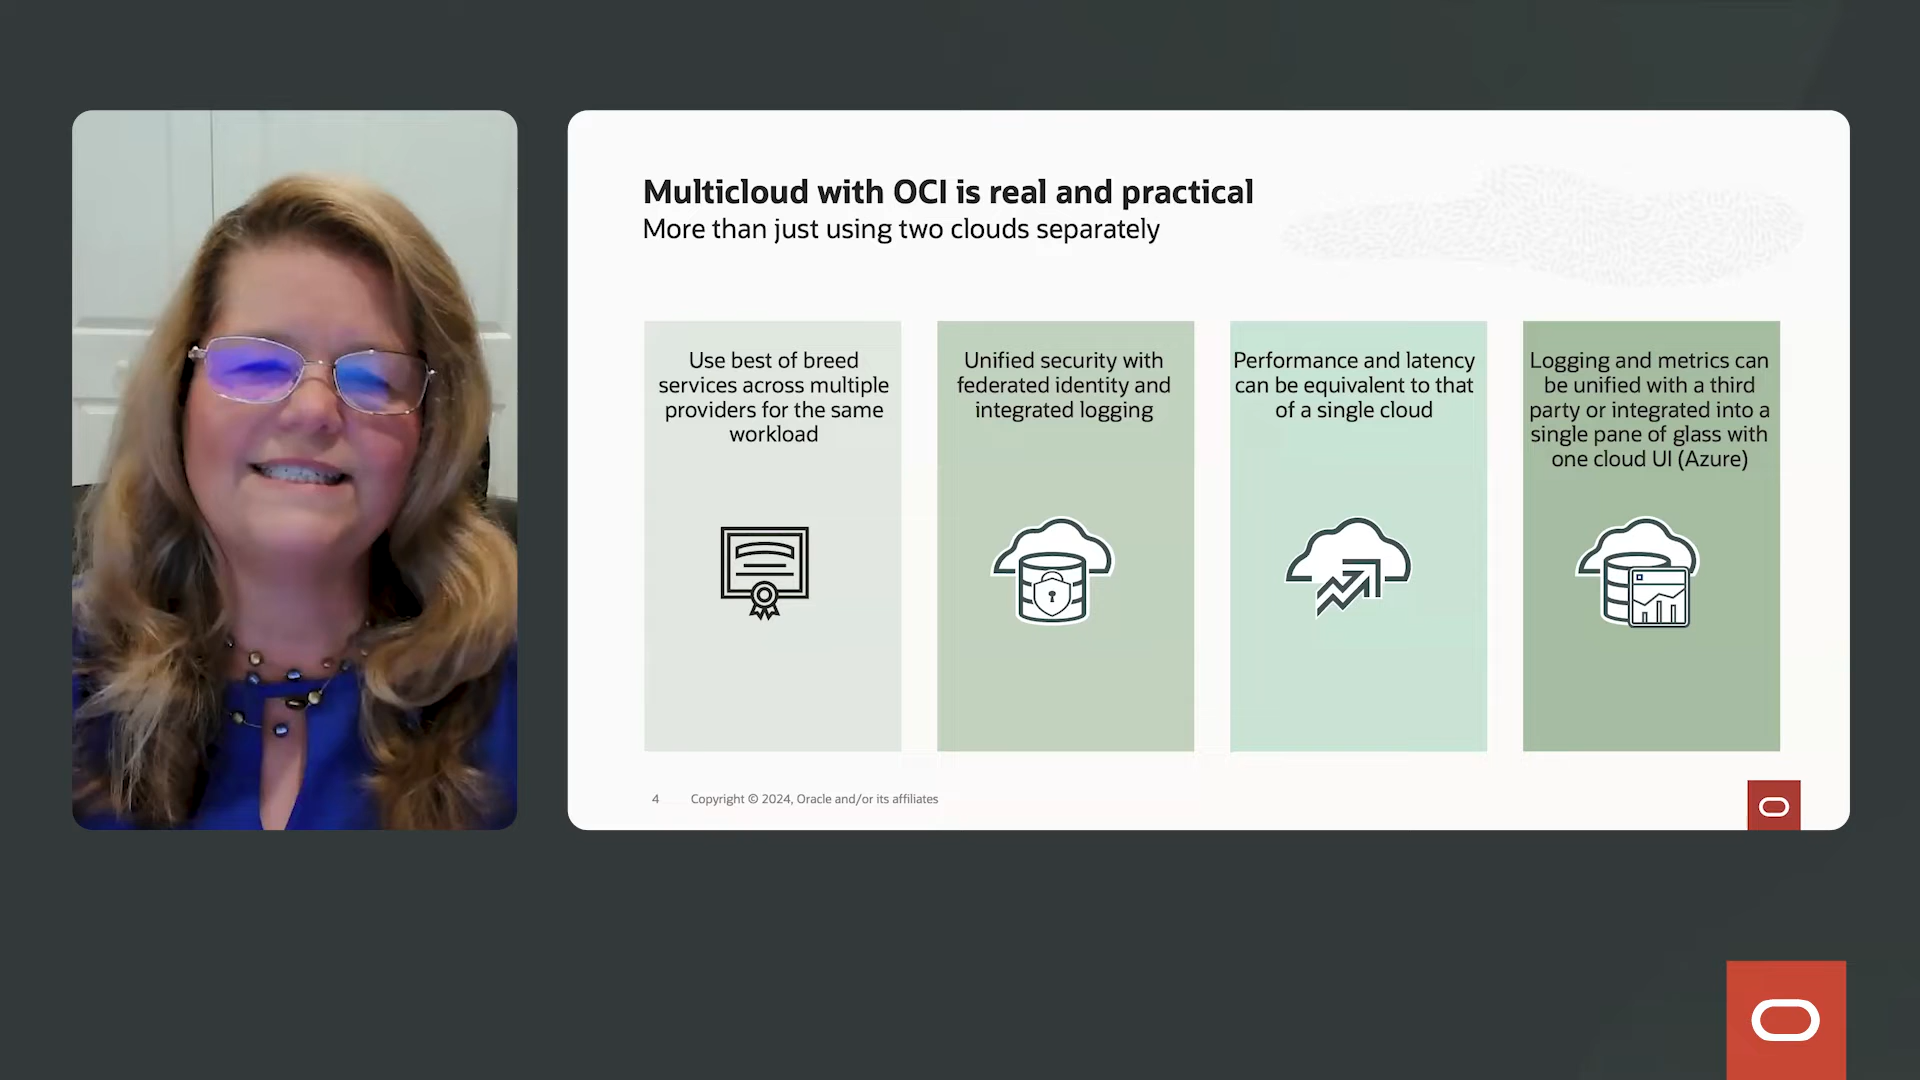 Multicloud with OCI is real and practical
More than just using two clouds separately
Use best of breed
services across multiple
providers for the same
workload
Unified security with
federated identity and
integrated logging
Performance and latency
can be equivalent to that
of a single cloud
Logging and metrics can
be unified with a third
party or integrated into a
single pane of glass with
one cloud UI (Azure)
4 Copyright © 2024, Oracle and/or its affiliates